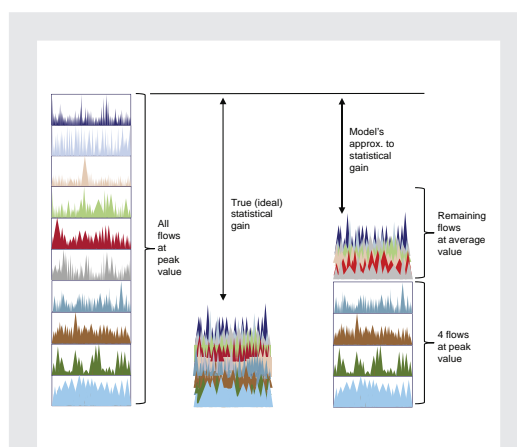 All
flows
at
peak
value
True (ideal)
statistical
gain
Model's
approx. to
statistical
gain
Remaining
flows
at average
value
4 flows
at peak
value